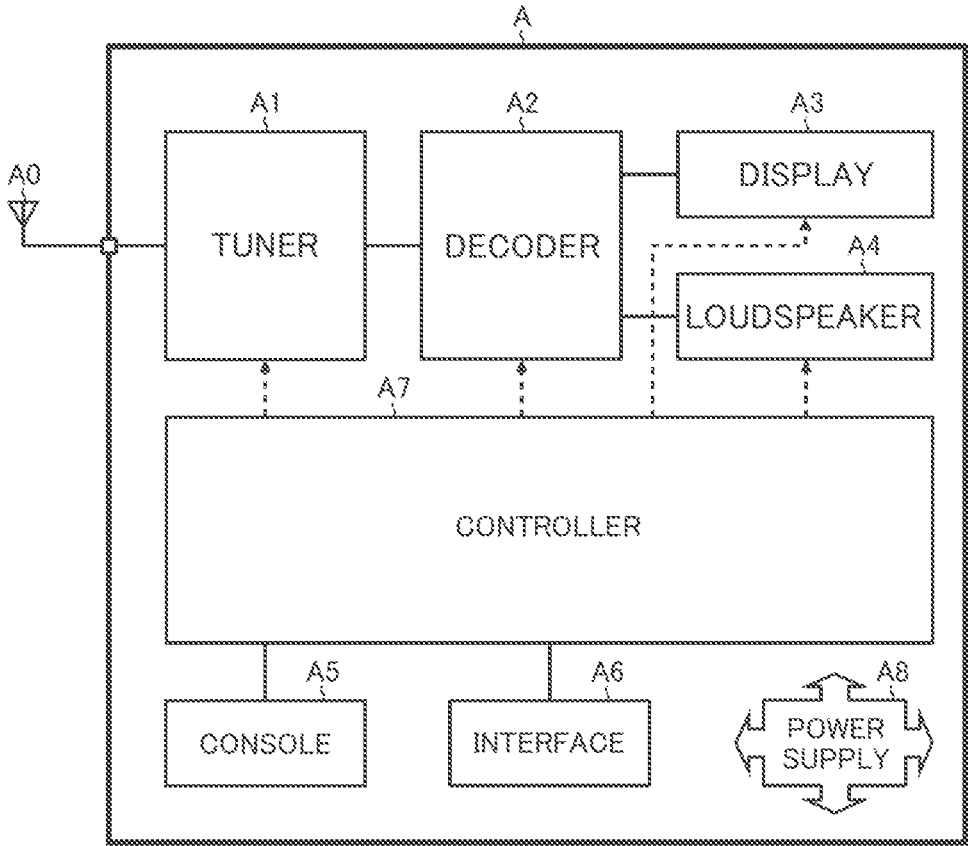 A
A1
A2
A3
A0
TUNER
DECODER
DISPLAY
A4
LOUDSPEAKER
A7
CONTROLLER
A5
A6
A8
CONSOLE
INTERFACE
POWER
SUPPLY